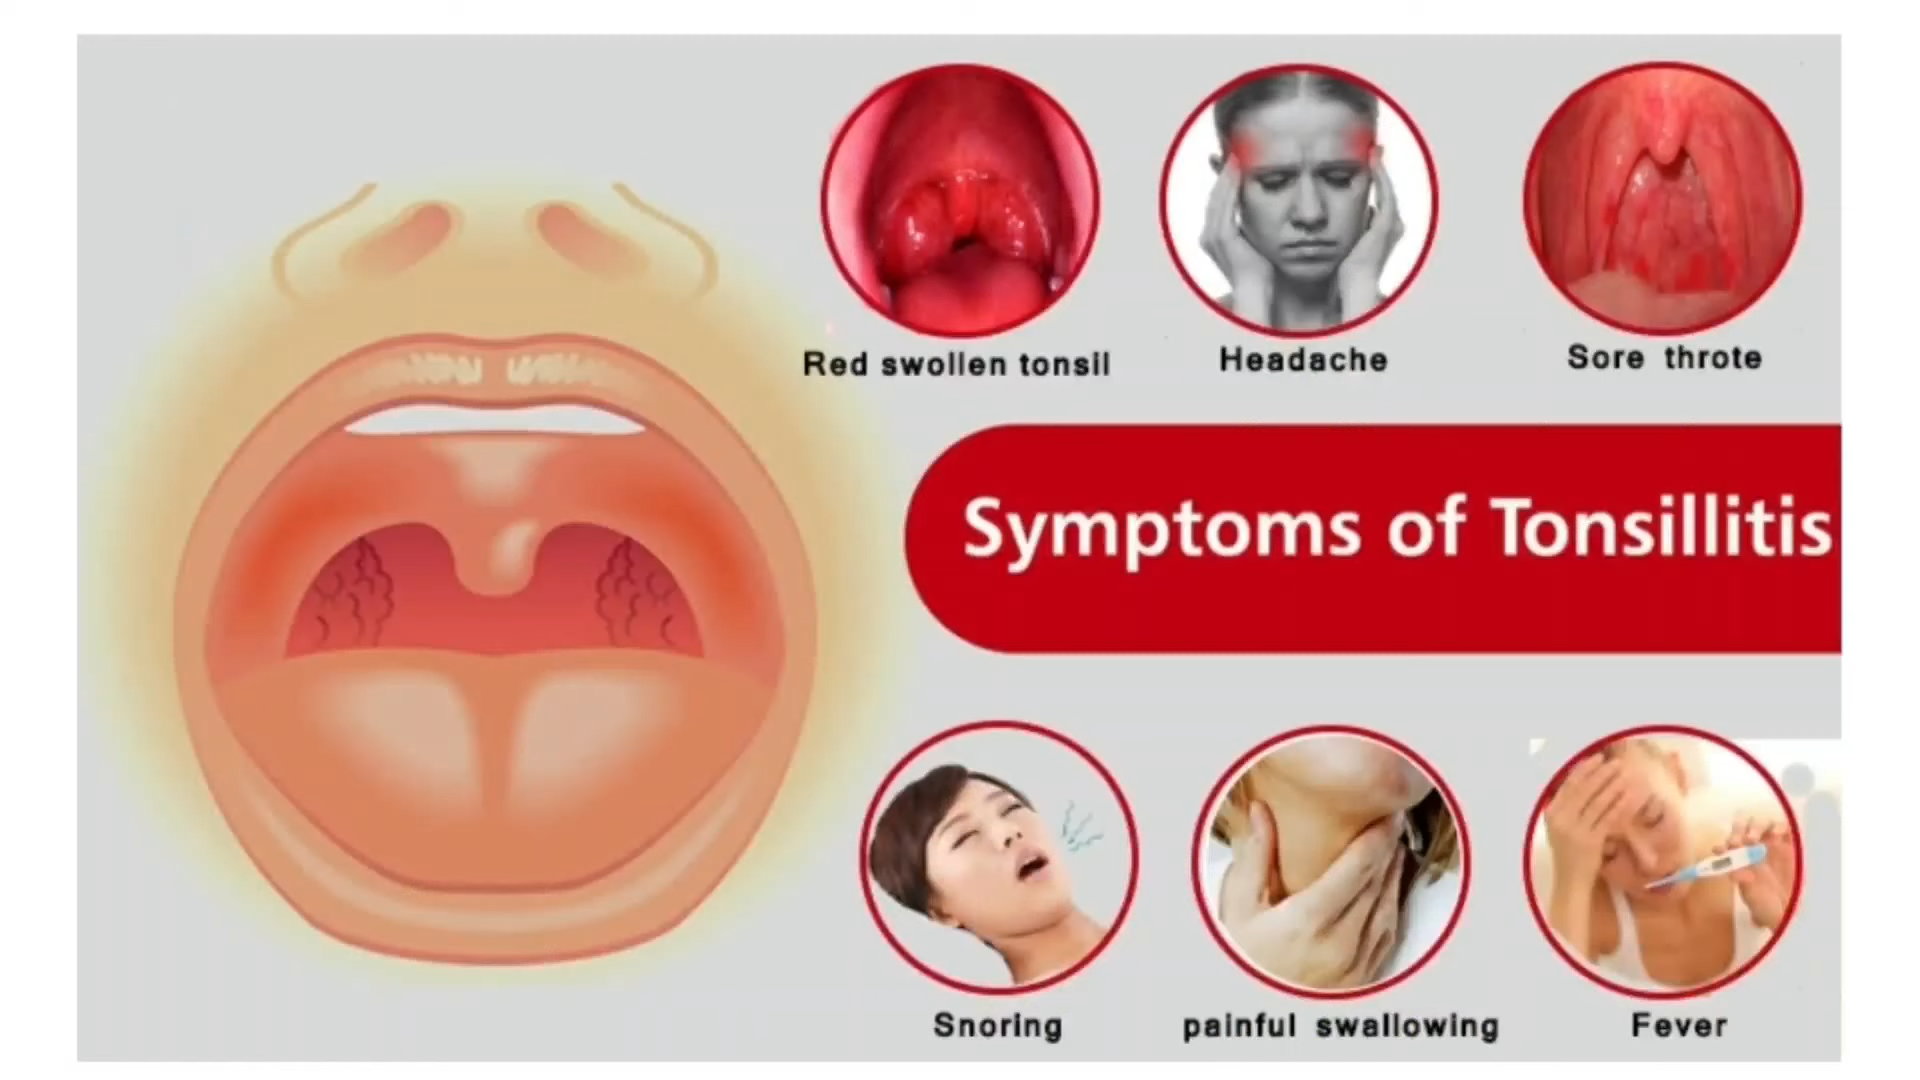 Red swollen tonsil
Headache
Sore throte
Symptoms of Tonsillitis
Snoring
painful swallowing
Fever